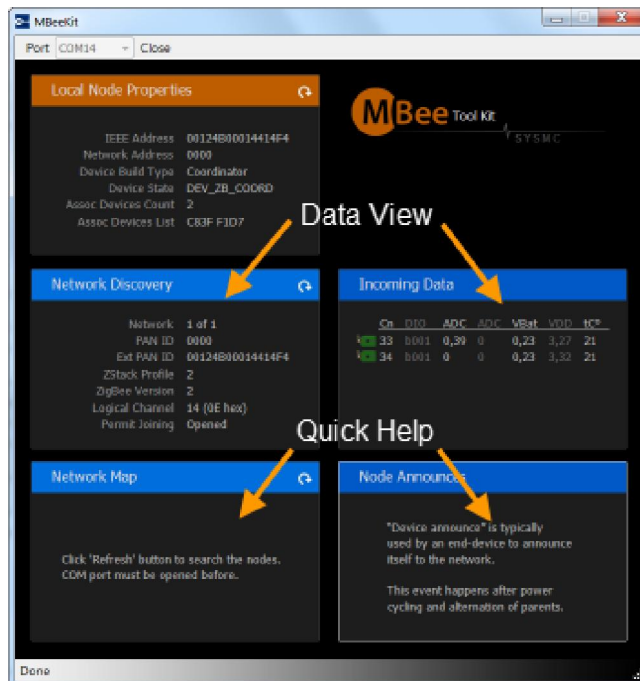 MBeeKit
Port COM14 Close
Local Node Properties
IEEE Address 00124B00014414F4
Network Address 0000
Device Build Type Coordinator
Device State DEV_ZB_COORD
Assoc Devices Count 2
Assoc Devices List C83F F1D7
MBee Tool Kit
SYSMC
Data View
Network Discovery
Network 1 of 1
PAN ID 0000
Ext PAN ID 00124B00014414F4
ZStack Profile 2
ZigBee Version 2
Logical Channel 14 (0E hex)
Permit Joining Opened
Incoming Data
Cn DIO ADC ADC VBat VDD tC°
33 b001 0,39 0 0,23 3,27 21
34 b001 0 0 0,23 3,32 21
Quick Help
Network Map
Click 'Refresh' button to search the nodes.
COM port must be opened before.
Node Announces
"Device announce" is typically
used by an end-device to announce
itself to the network.
This event happens after power
cycling and alternation of parents.
Done